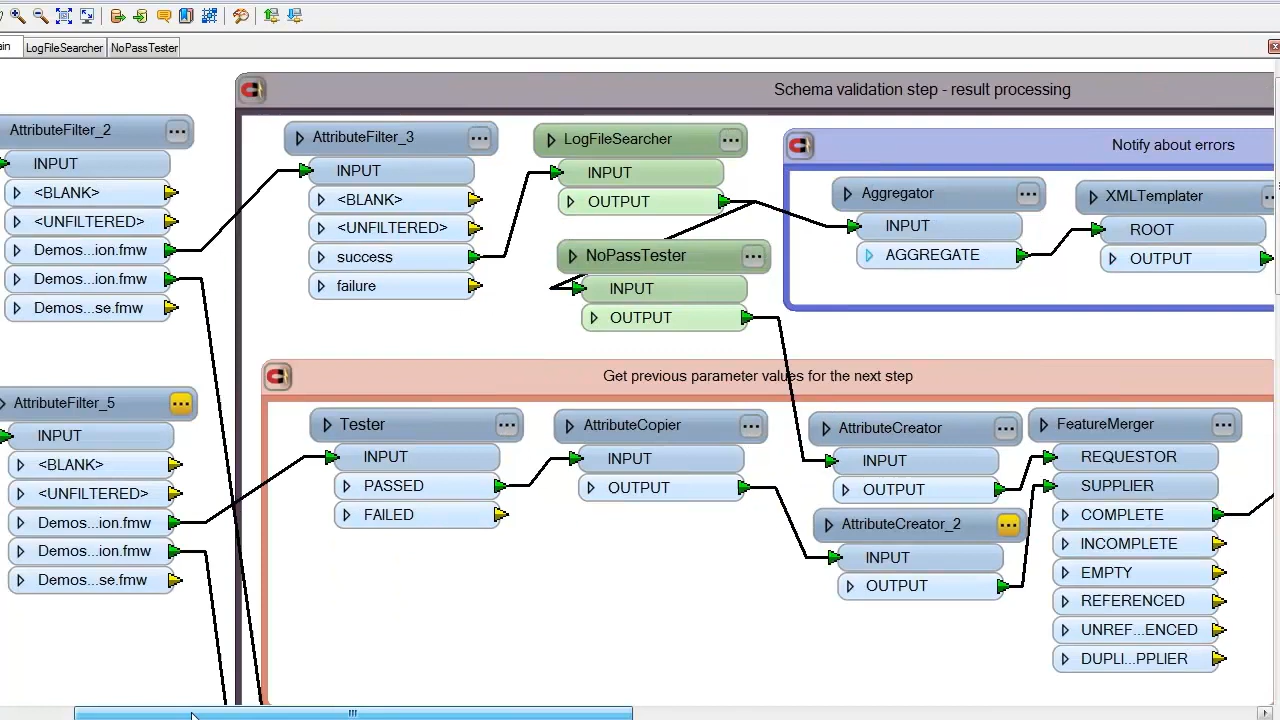 ain
LogFileSearcher
NoPassTester
Schema validation step - result processing
AttributeFilter_2
INPUT
<BLANK>
<UNFILTERED>
Demos...ion.fmw
Demos...ion.fmw
Demos...se.fmw
AttributeFilter_3
INPUT
<BLANK>
<UNFILTERED>
success
failure
LogFileSearcher
INPUT
OUTPUT
NoPassTester
INPUT
OUTPUT
Notify about errors
Aggregator
INPUT
AGGREGATE
XMLTemplater
ROOT
OUTPUT
AttributeFilter_5
INPUT
<BLANK>
<UNFILTERED>
Demos...ion.fmw
Demos...ion.fmw
Demos...se.fmw
Get previous parameter values for the next step
Tester
INPUT
PASSED
FAILED
AttributeCopier
INPUT
OUTPUT
AttributeCreator
INPUT
OUTPUT
AttributeCreator_2
INPUT
OUTPUT
FeatureMerger
REQUESTOR
SUPPLIER
COMPLETE
INCOMPLETE
EMPTY
REFERENCED
UNREF...ENCED
DUPLI...PPLIER